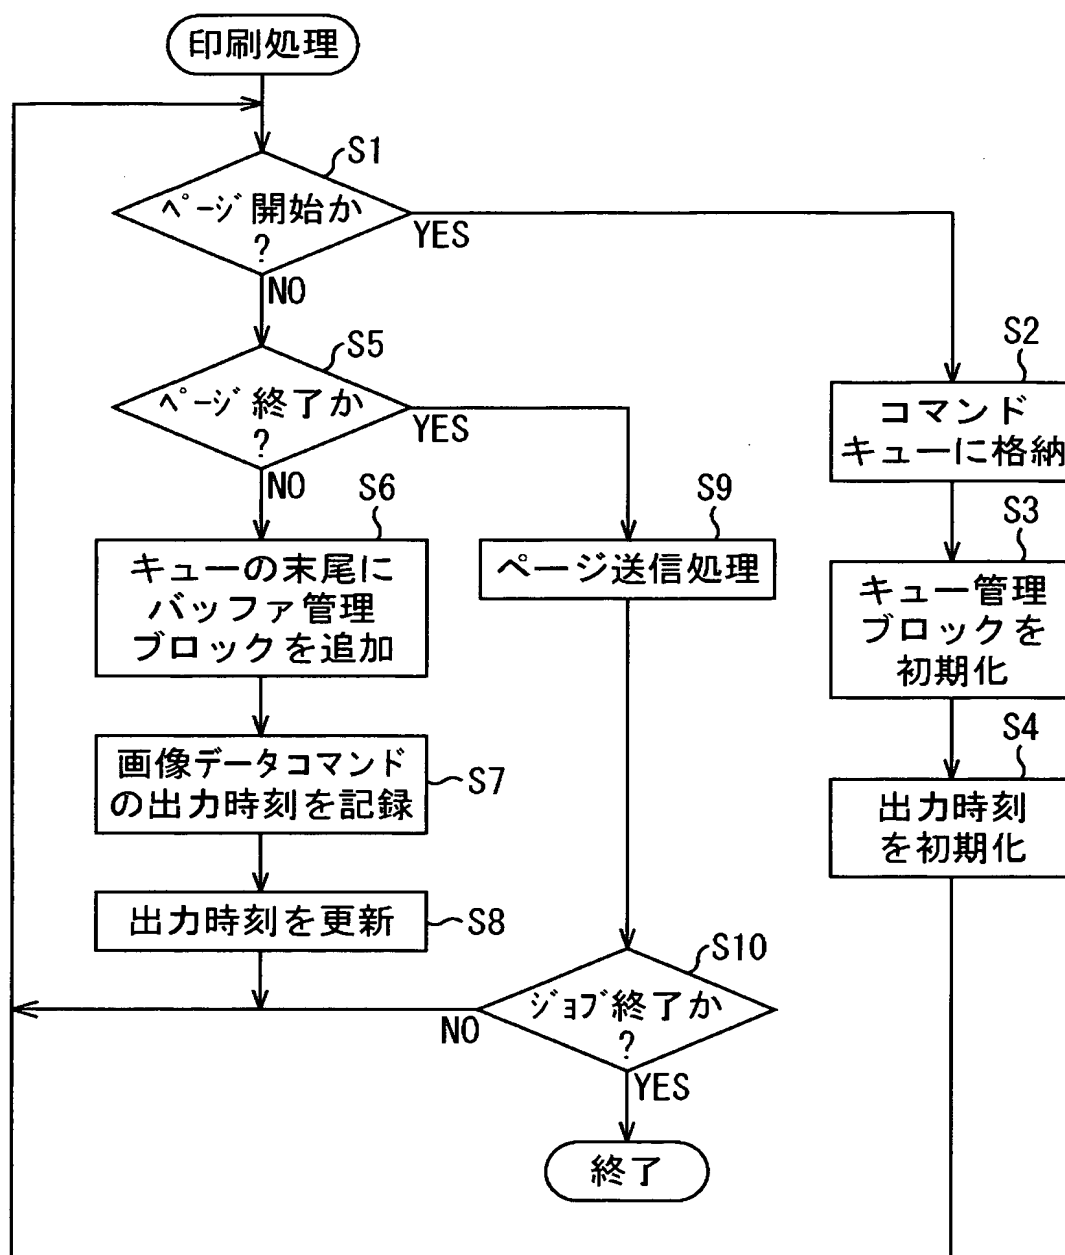 印刷処理
S1
ページ開始か
?
YES
NO
S5
ページ終了か
?
YES
NO
S2
コマンド
キューに格納
S6
キューの末尾に
バッファ管理
ブロックを追加
S9
ページ送信処理
S3
キュー管理
ブロックを
初期化
S7
画像データコマンド
の出力時刻を記録
S4
出力時刻
を初期化
S8
出力時刻を更新
S10
ジョブ終了か
?
NO
YES
終了